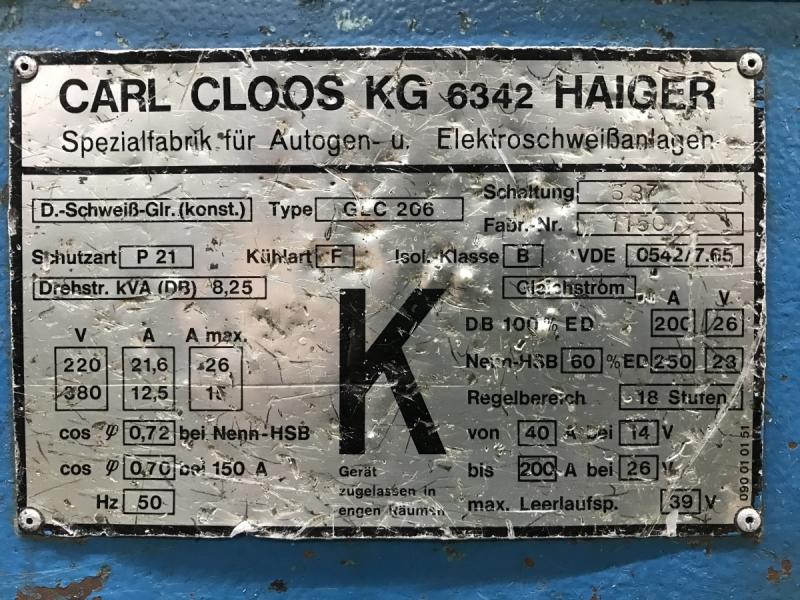 CARL CLOOS KG 6342 HAIGER
Spezialfabrik für Autogen- u. Elektroschweißanlagen
D.-Schweiß-Glr.(konst.) Type GLC 206 Schaltung 637
Fabr.-Nr.
Schutzart P 21 Kühlart F Isol.-Klasse B VDE 0542/7.65
Drehstr. kVA (DB) 8,25 Gleichstrom A V
DB 100% ED 200 26
V A A max.
220 21,6 26 Nenn-HSB 60 % ED 250 23
380 12,5 Regelbereich 18 Stufen
cos φ 0,72 bei Nenn-HSB von 40 A bei 14 V
cos φ 0,70 bei 150 A bis 200 A bei 26 V
Hz 50 max. Leerlaufsp. 39 V
K
Gerät
zugelassen in
engen Räumen
090 01 01 51